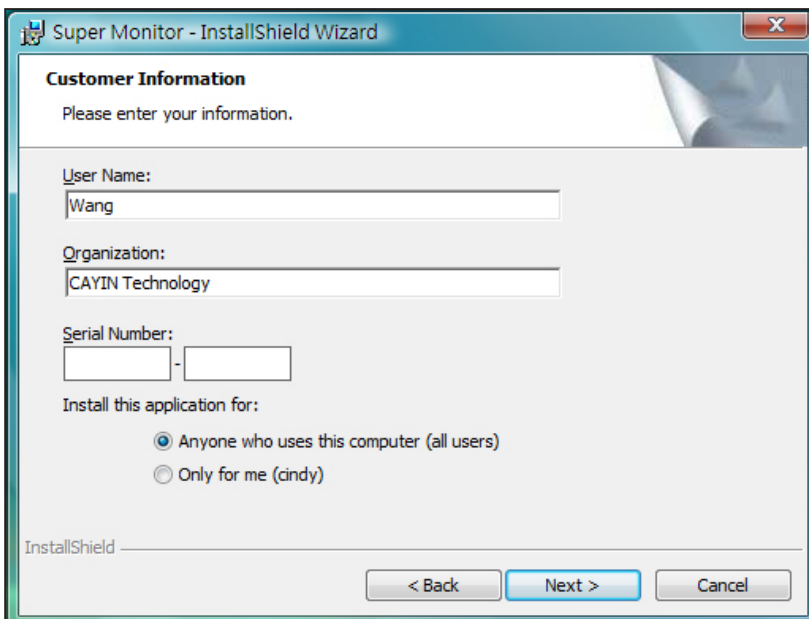 Super Monitor - InstallShield Wizard
Customer Information
Please enter your information.
User Name:
Wang
Organization:
CAYIN Technology
Serial Number:
-
Install this application for:
Anyone who uses this computer (all users)
Only for me (cindy)
InstallShield
< Back Next > Cancel